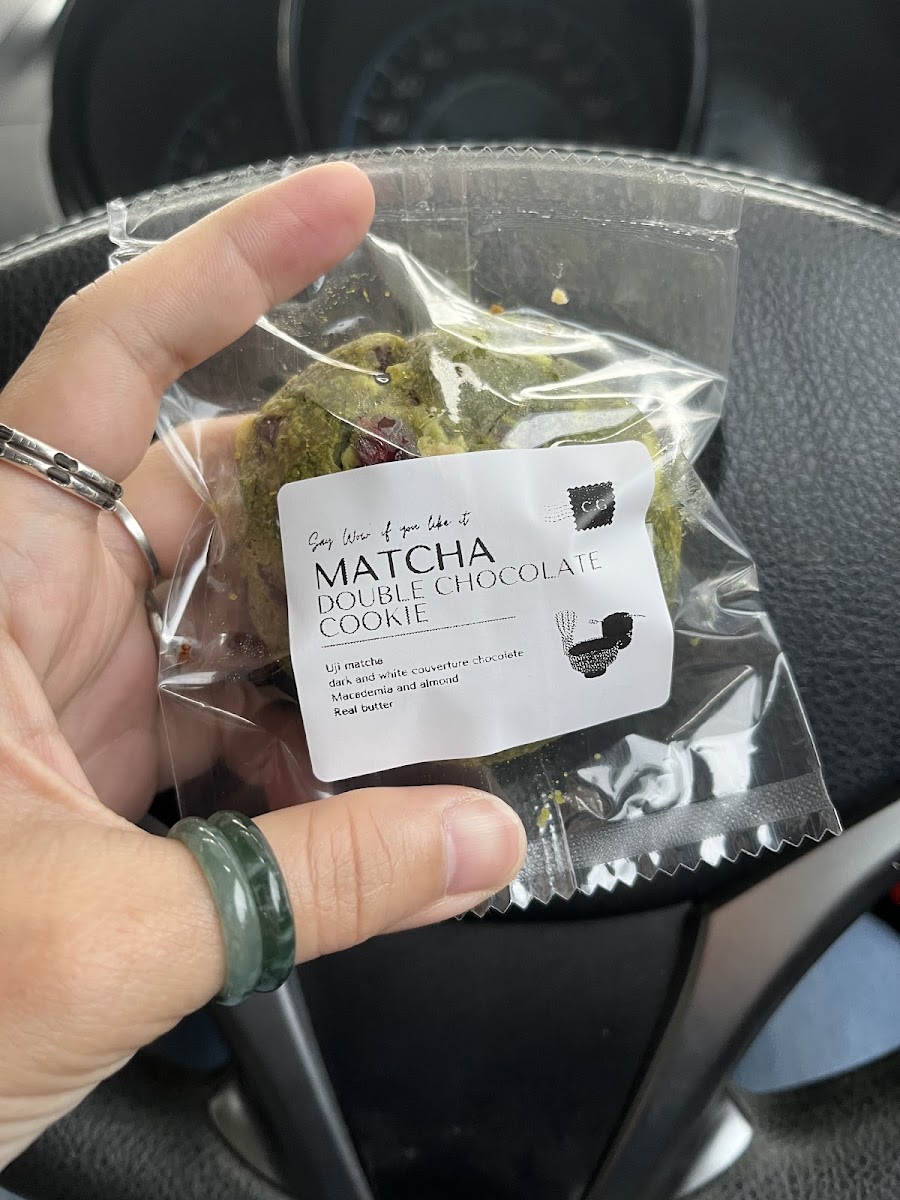 Say Wow if you like it
C·G
MATCHA
DOUBLE CHOCOLATE
COOKIE
Uji matcha
dark and white couverture chocolate
Macademia and almond
Real butter